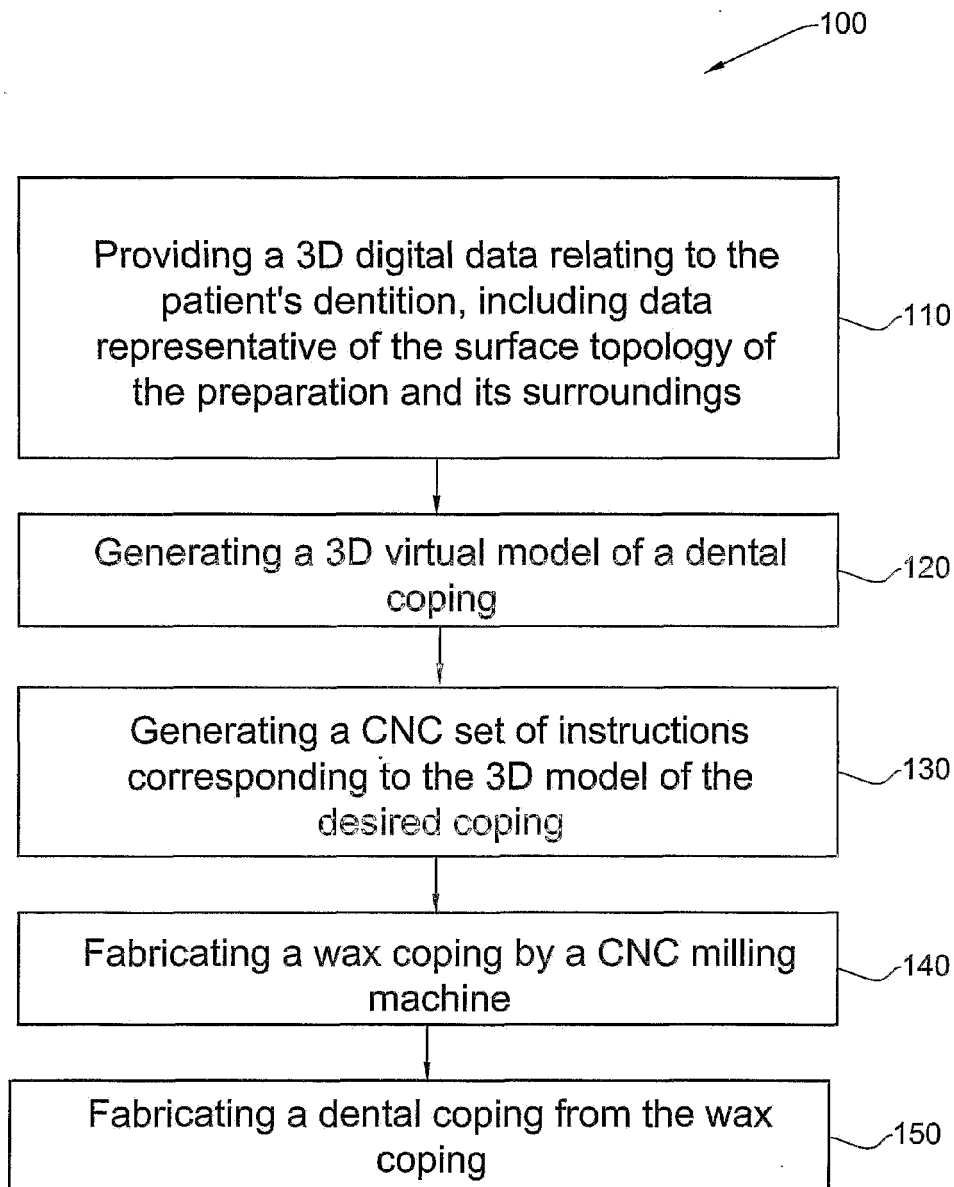 100
Providing a 3D digital data relating to the
patient's dentition, including data
representative of the surface topology of
the preparation and its surroundings
110
Generating a 3D virtual model of a dental
coping
120
Generating a CNC set of instructions
corresponding to the 3D model of the
desired coping
130
Fabricating a wax coping by a CNC milling
machine
140
Fabricating a dental coping from the wax
coping
150